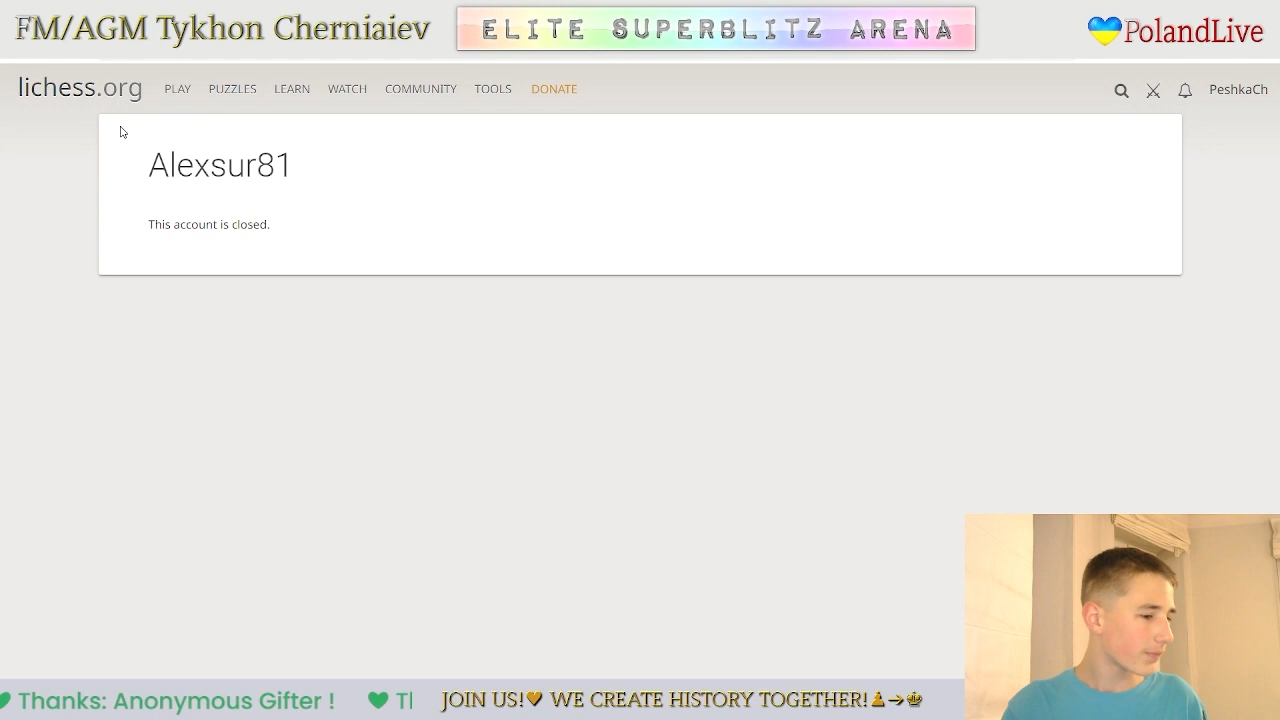 FM/AGM Tykhon Cherniaiev
ELITE SUPERBLITZ ARENA
PolandLive
lichess.org PLAY PUZZLES LEARN WATCH COMMUNITY TOOLS DONATE PeshkaCh
Alexsur81
This account is closed.
Thanks: Anonymous Gifter !
JOIN US!🧡 WE CREATE HISTORY TOGETHER!♟→♚